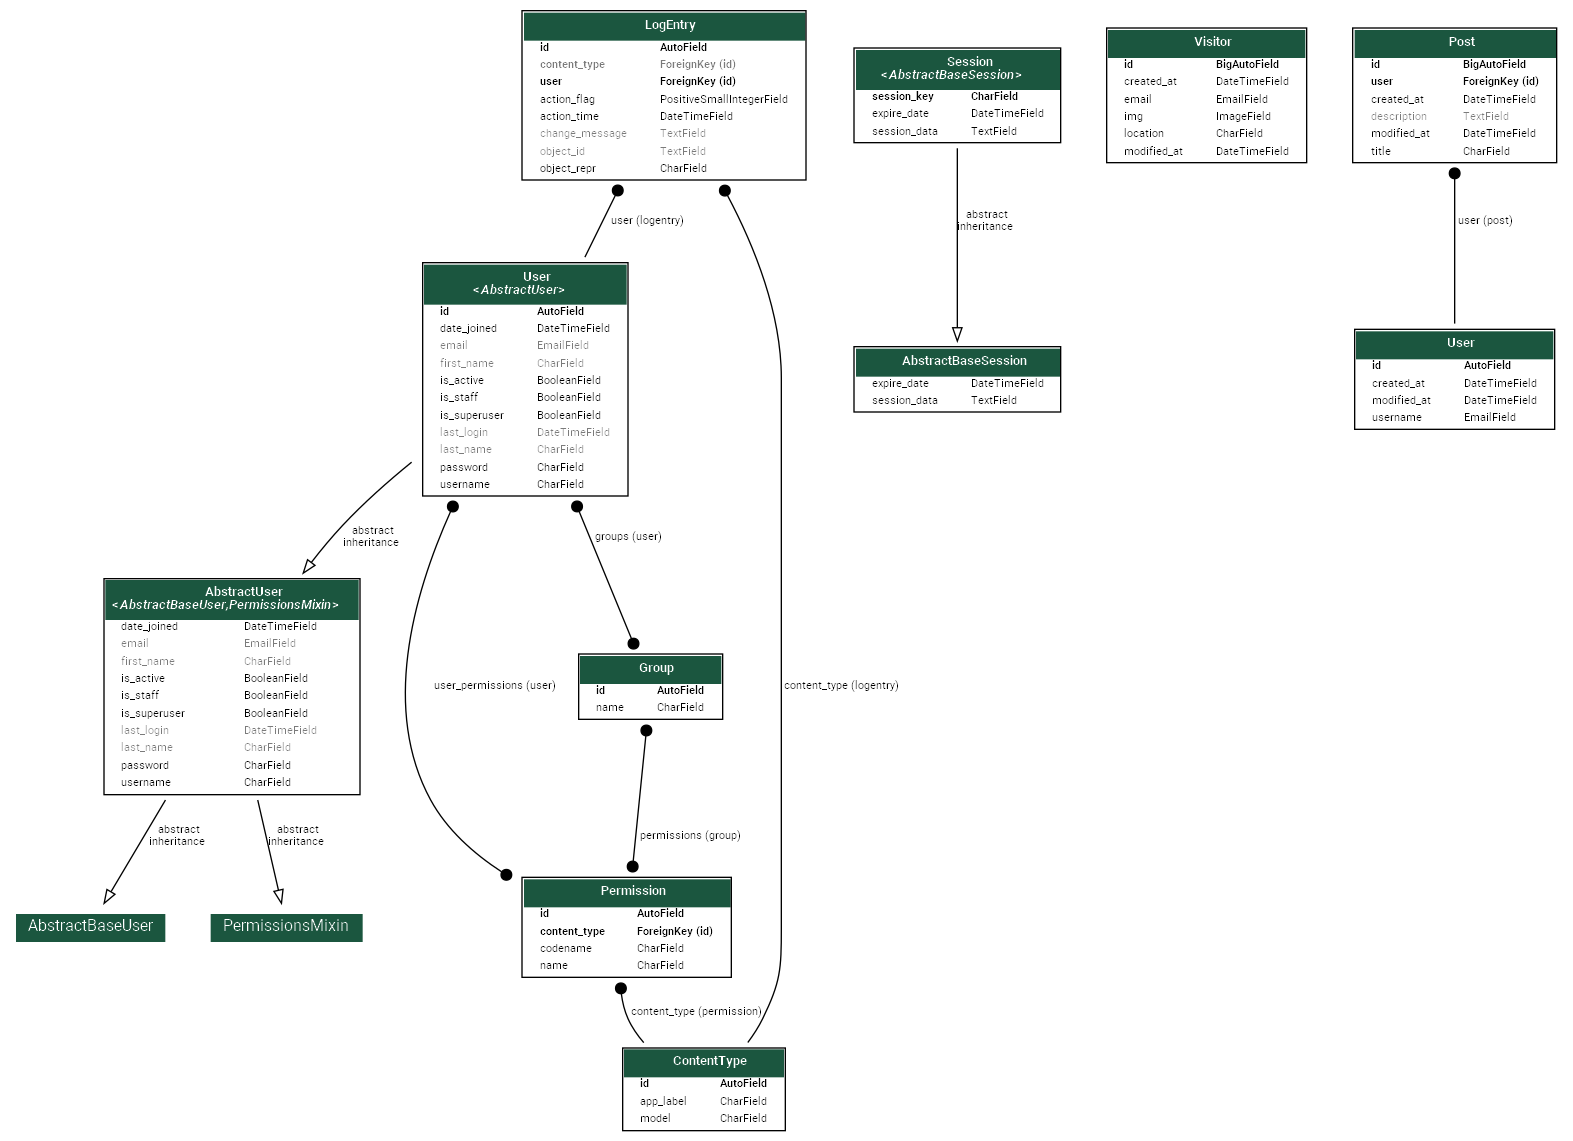 LogEntry
id AutoField
content_type ForeignKey (id)
user ForeignKey (id)
action_flag PositiveSmallIntegerField
action_time DateTimeField
change_message TextField
object_id TextField
object_repr CharField
Session
<AbstractBaseSession>
session_key CharField
expire_date DateTimeField
session_data TextField
Visitor
id BigAutoField
created_at DateTimeField
email EmailField
img ImageField
location CharField
modified_at DateTimeField
Post
id BigAutoField
user ForeignKey (id)
created_at DateTimeField
description TextField
modified_at DateTimeField
title CharField
user (logentry)
abstract
inheritance
user (post)
User
<AbstractUser>
id AutoField
date_joined DateTimeField
email EmailField
first_name CharField
is_active BooleanField
is_staff BooleanField
is_superuser BooleanField
last_login DateTimeField
last_name CharField
password CharField
username CharField
AbstractBaseSession
expire_date DateTimeField
session_data TextField
User
id AutoField
created_at DateTimeField
modified_at DateTimeField
username EmailField
abstract
inheritance
groups (user)
AbstractUser
<AbstractBaseUser,PermissionsMixin>
date_joined DateTimeField
email EmailField
first_name CharField
is_active BooleanField
is_staff BooleanField
is_superuser BooleanField
last_login DateTimeField
last_name CharField
password CharField
username CharField
user_permissions (user)
Group
id AutoField
name CharField
content_type (logentry)
abstract
inheritance
abstract
inheritance
permissions (group)
AbstractBaseUser
PermissionsMixin
Permission
id AutoField
content_type ForeignKey (id)
codename CharField
name CharField
content_type (permission)
ContentType
id AutoField
app_label CharField
model CharField